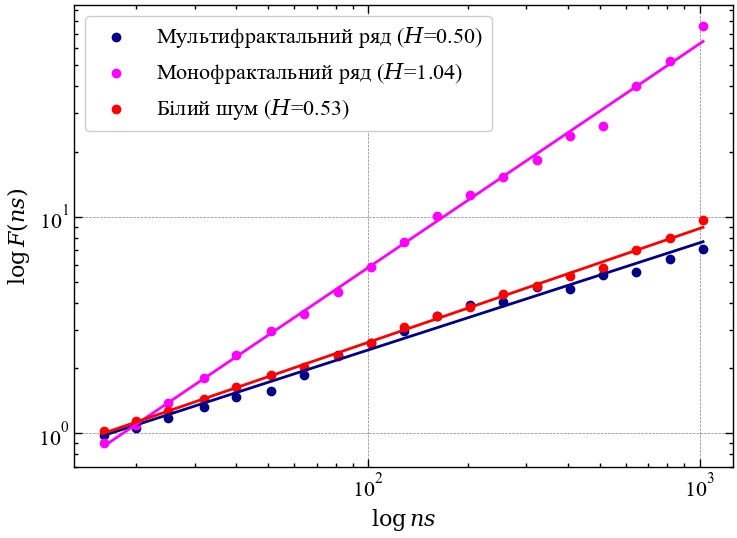 Мультифрактальний ряд (H=0.50)
Монофрактальний ряд (H=1.04)
Білий шум (H=0.53)
log F(ns)
10¹
10⁰
10²
10³
log ns